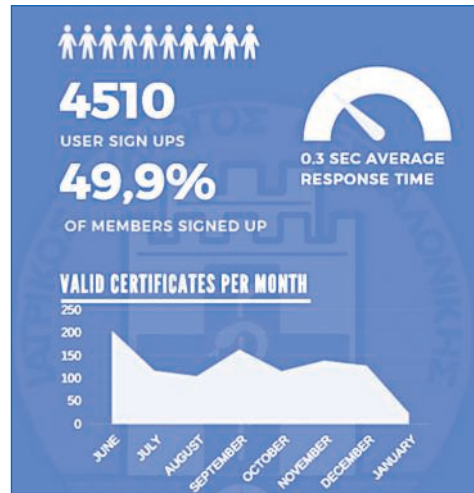 4510
USER SIGN UPS
49,9%
OF MEMBERS SIGNED UP
0.3 SEC AVERAGE
RESPONSE TIME
VALID CERTIFICATES PER MONTH
250
200
150
100
50
0
JUNE
JULY
AUGUST
SEPTEMBER
OCTOBER
NOVEMBER
DECEMBER
JANUARY